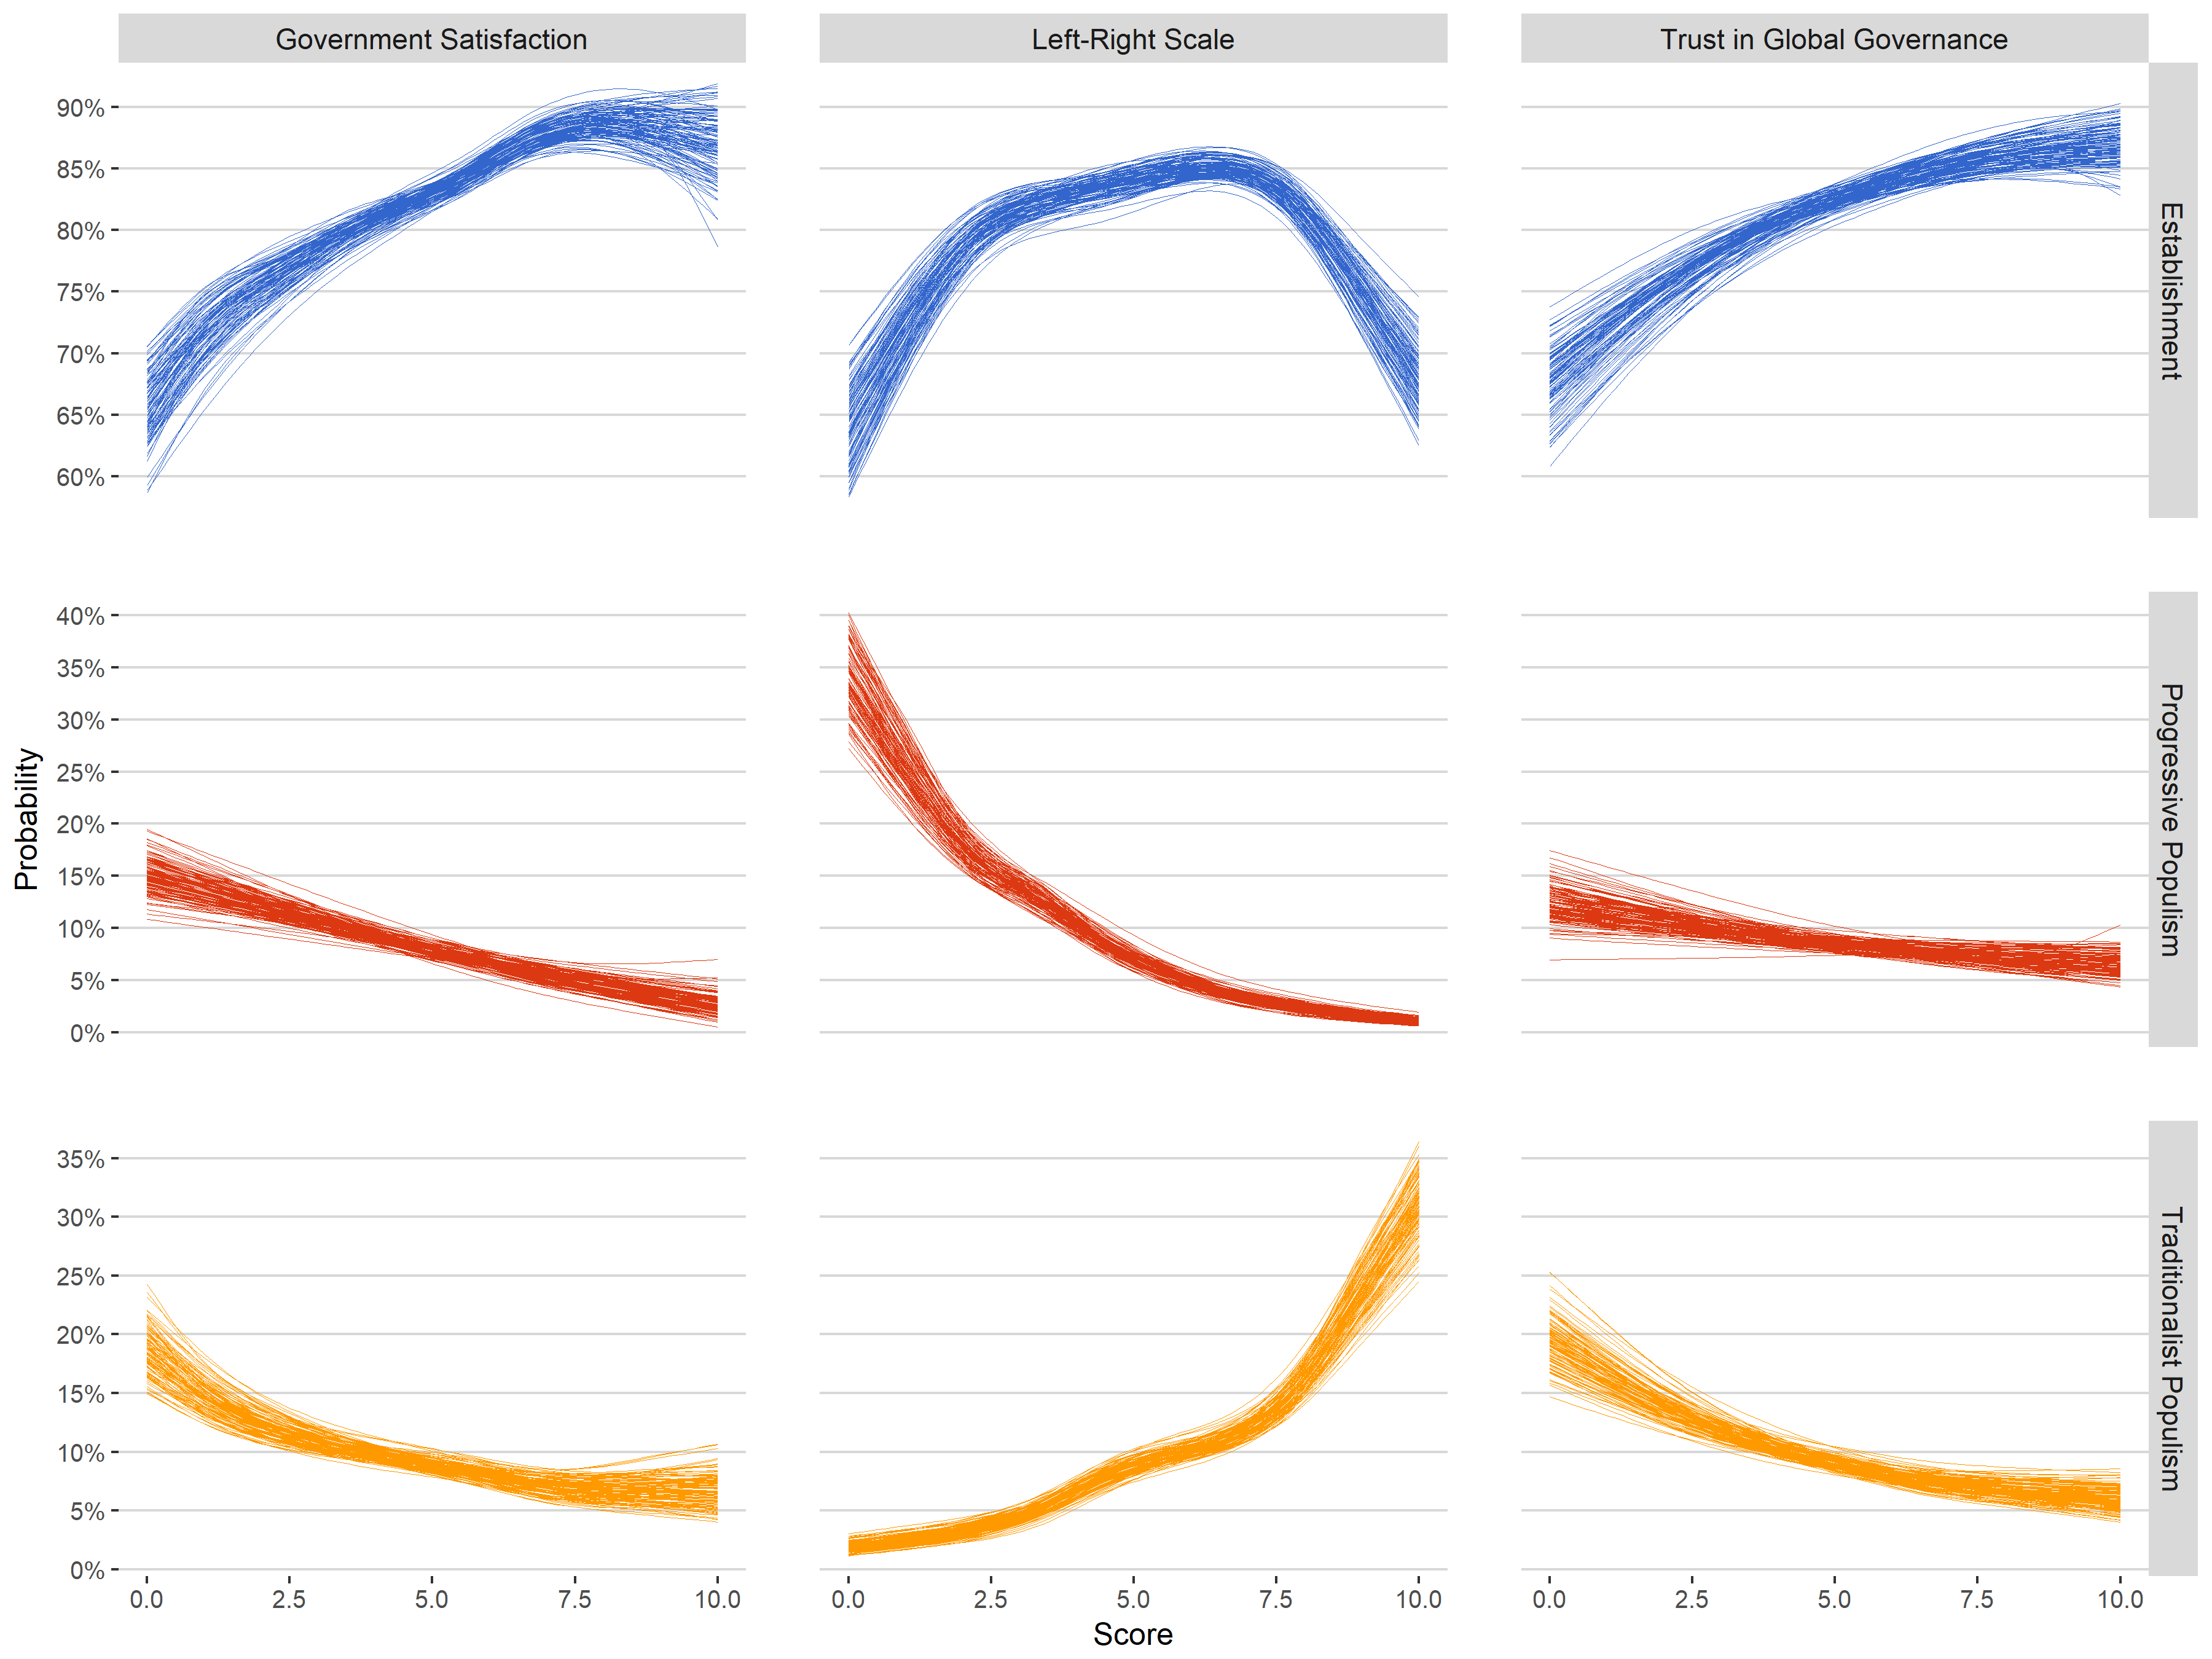 Government Satisfaction
Left-Right Scale
Trust in Global Governance
90%
85%
80%
75%
70%
65%
60%
Establishment
40%
35%
30%
25%
20%
15%
10%
5%
0%
Progressive Populism
Probability
35%
30%
25%
20%
15%
10%
5%
0%
Traditionalist Populism
0.0 2.5 5.0 7.5 10.0
0.0 2.5 5.0 7.5 10.0
0.0 2.5 5.0 7.5 10.0
Score